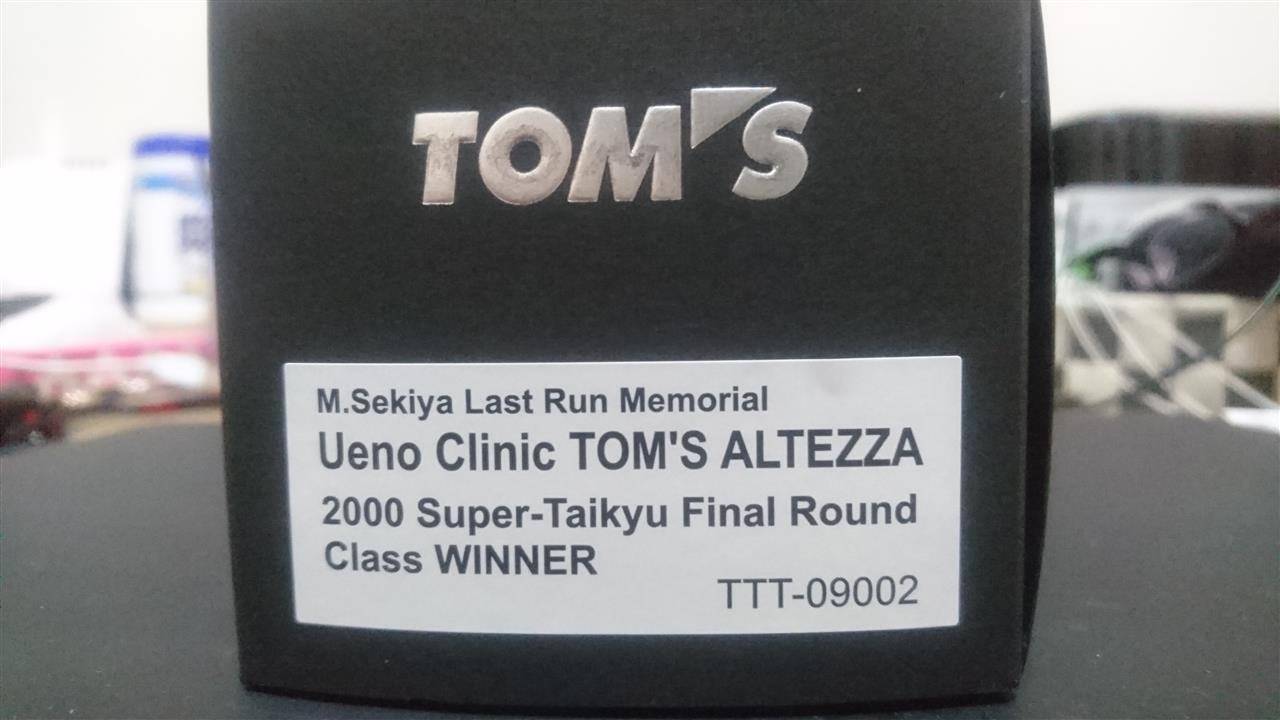 TOM'S
M.Sekiya Last Run Memorial
Ueno Clinic TOM'S ALTEZZA
2000 Super-Taikyu Final Round
Class WINNER
TTT-09002